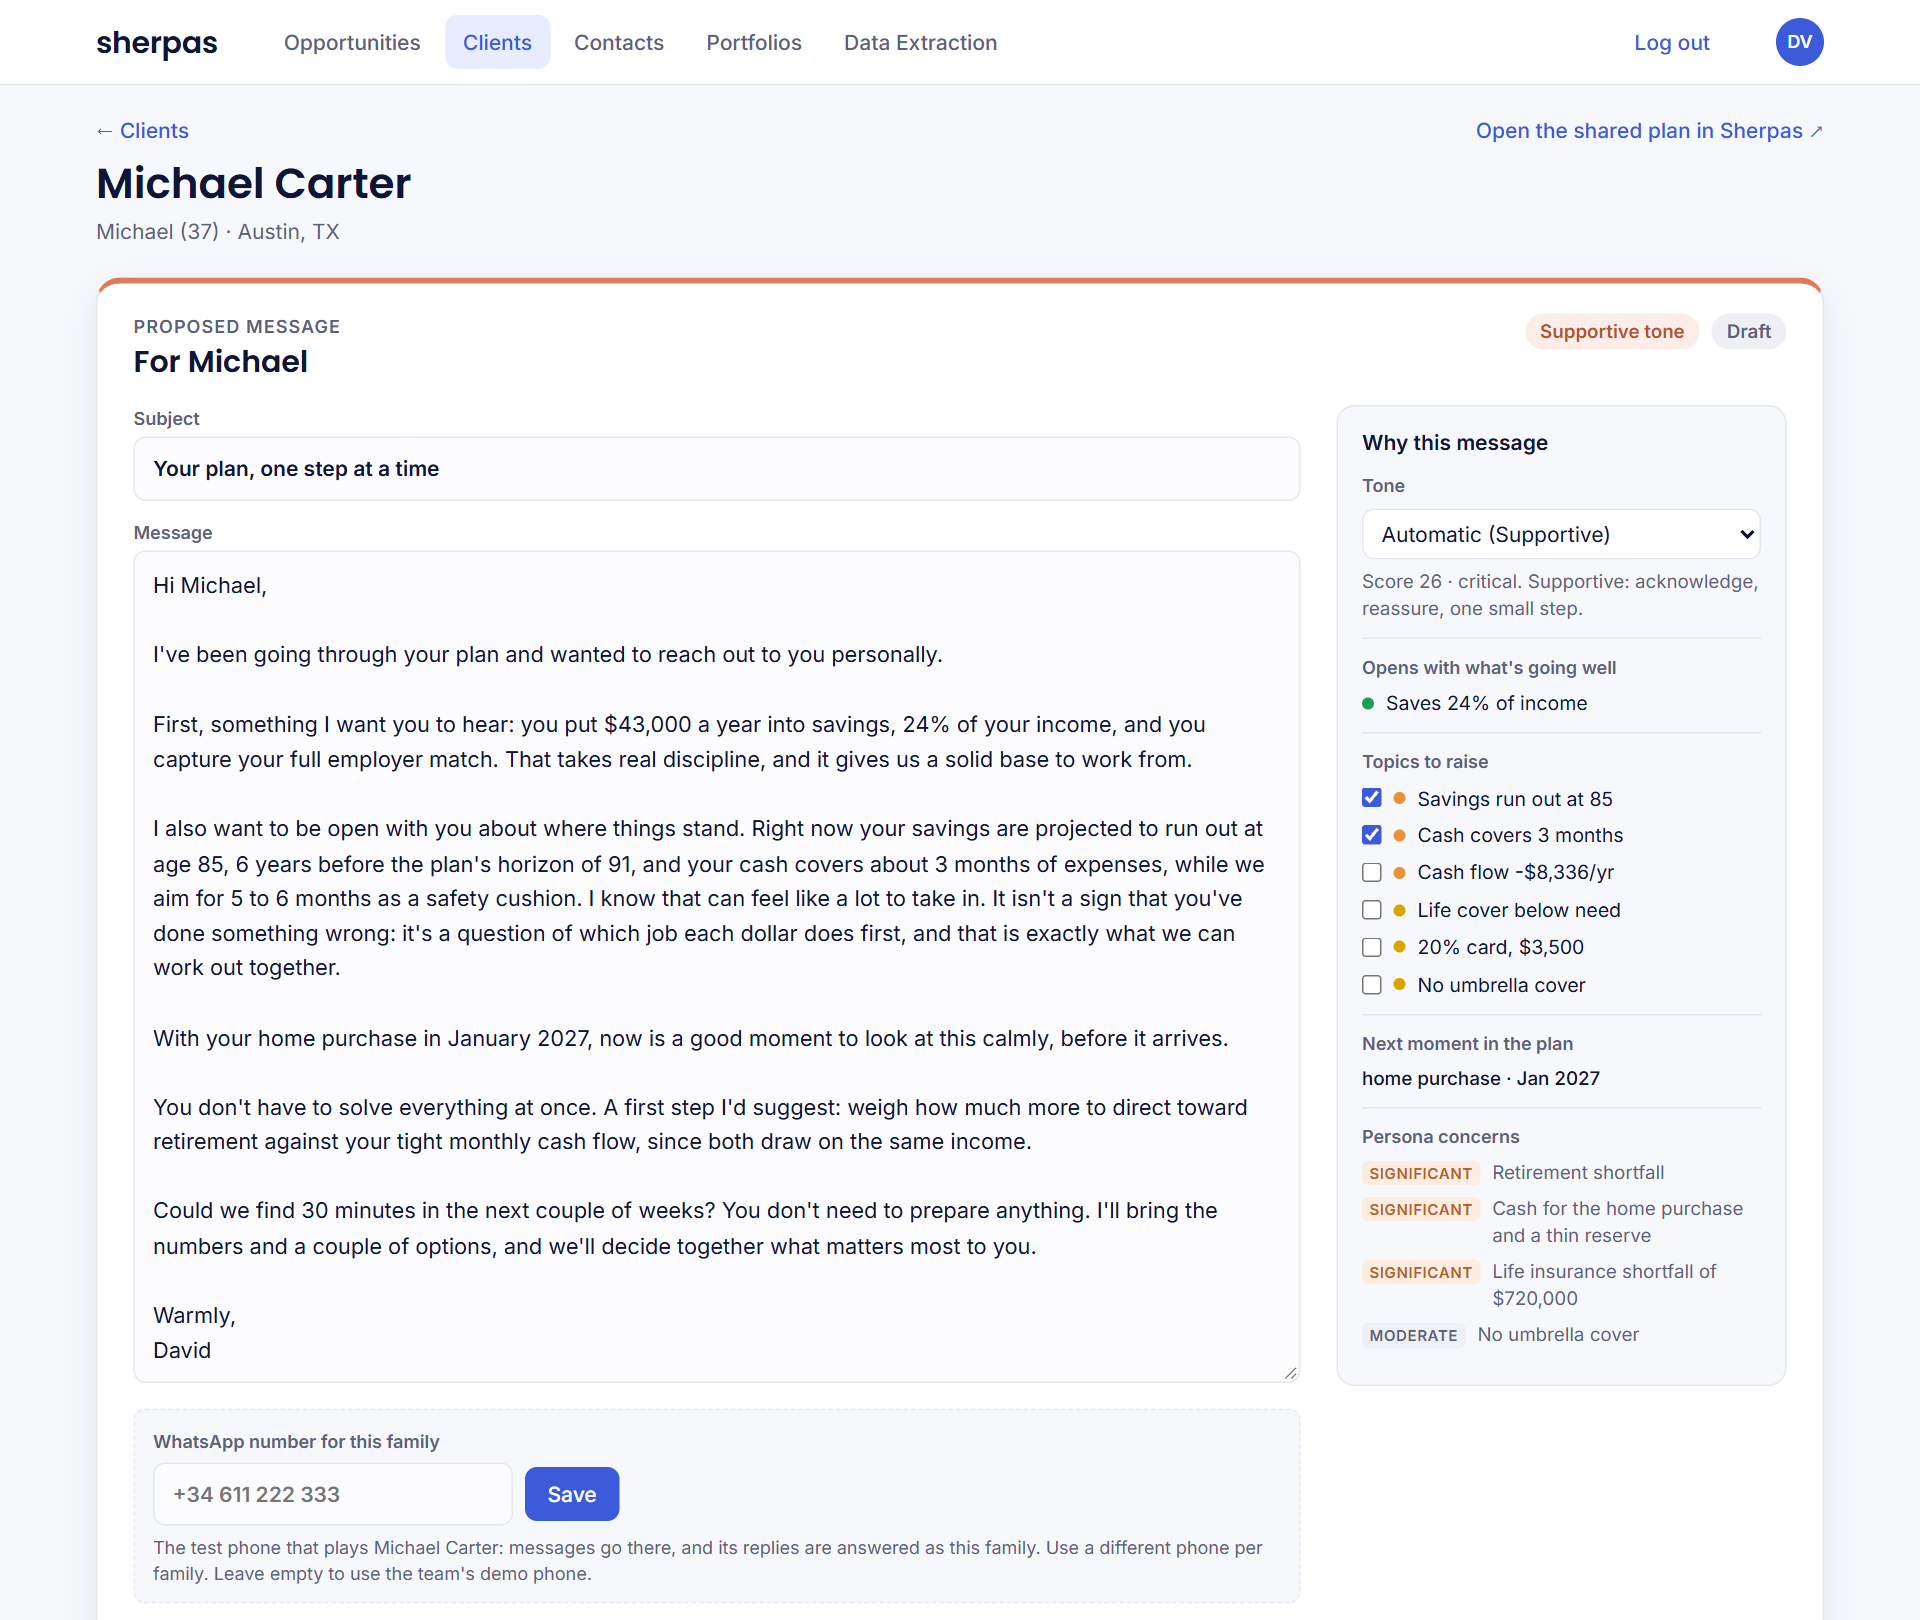 sherpas
Opportunities
Clients
Contacts
Portfolios
Data Extraction
Log out
DV
← Clients
Open the shared plan in Sherpas ↗
Michael Carter
Michael (37) · Austin, TX
PROPOSED MESSAGE
For Michael
Supportive tone
Draft
Subject
Your plan, one step at a time
Message
Hi Michael,
I've been going through your plan and wanted to reach out to you personally.
First, something I want you to hear: you put $43,000 a year into savings, 24% of your income, and you
capture your full employer match. That takes real discipline, and it gives us a solid base to work from.
I also want to be open with you about where things stand. Right now your savings are projected to run out at
age 85, 6 years before the plan's horizon of 91, and your cash covers about 3 months of expenses, while we
aim for 5 to 6 months as a safety cushion. I know that can feel like a lot to take in. It isn't a sign that you've
done something wrong: it's a question of which job each dollar does first, and that is exactly what we can
work out together.
With your home purchase in January 2027, now is a good moment to look at this calmly, before it arrives.
You don't have to solve everything at once. A first step I'd suggest: weigh how much more to direct toward
retirement against your tight monthly cash flow, since both draw on the same income.
Could we find 30 minutes in the next couple of weeks? You don't need to prepare anything. I'll bring the
numbers and a couple of options, and we'll decide together what matters most to you.
Warmly,
David
WhatsApp number for this family
+34 611 222 333
Save
The test phone that plays Michael Carter: messages go there, and its replies are answered as this family. Use a different phone per
family. Leave empty to use the team's demo phone.
Why this message
Tone
Automatic (Supportive)
Score 26 · critical. Supportive: acknowledge,
reassure, one small step.
Opens with what's going well
Saves 24% of income
Topics to raise
Savings run out at 85
Cash covers 3 months
Cash flow -$8,336/yr
Life cover below need
20% card, $3,500
No umbrella cover
Next moment in the plan
home purchase · Jan 2027
Persona concerns
SIGNIFICANT Retirement shortfall
SIGNIFICANT Cash for the home purchase
and a thin reserve
SIGNIFICANT Life insurance shortfall of
$720,000
MODERATE No umbrella cover